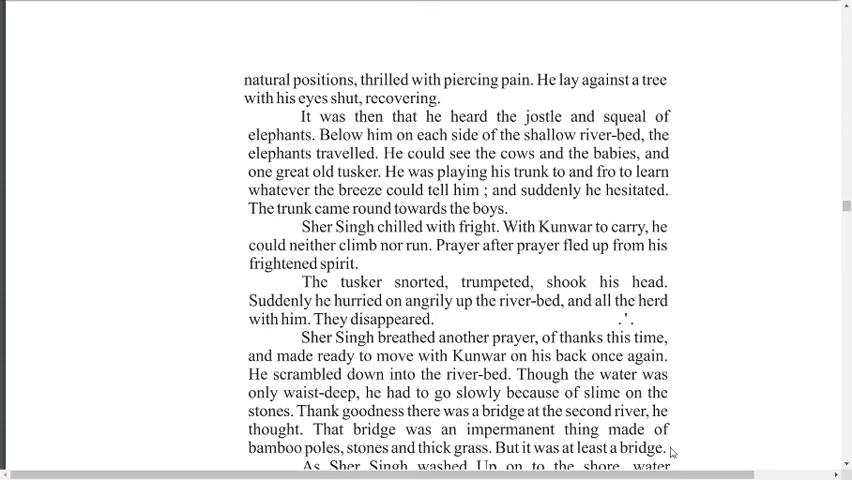 natural positions, thrilled with piercing pain. He lay against a tree
with his eyes shut, recovering.
It was then that he heard the jostle and squeal of
elephants. Below him on each side of the shallow river-bed, the
elephants travelled. He could see the cows and the babies, and
one great old tusker. He was playing his trunk to and fro to learn
whatever the breeze could tell him ; and suddenly he hesitated.
The trunk came round towards the boys.
Sher Singh chilled with fright. With Kunwar to carry, he
could neither climb nor run. Prayer after prayer fled up from his
frightened spirit.
The tusker snorted, trumpeted, shook his head.
Suddenly he hurried on angrily up the river-bed, and all the herd
with him. They disappeared. .'.
Sher Singh breathed another prayer, of thanks this time,
and made ready to move with Kunwar on his back once again.
He scrambled down into the river-bed. Though the water was
only waist-deep, he had to go slowly because of slime on the
stones. Thank goodness there was a bridge at the second river, he
thought. That bridge was an impermanent thing made of
bamboo poles, stones and thick grass. But it was at least a bridge.
As Sher Singh washed Up on to the shore, water